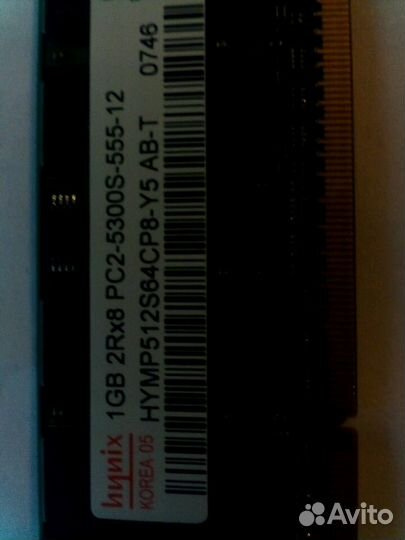 hynix 1GB 2Rx8 PC2-5300S-555-12
KOREA 05 HYMP512S64CP8-Y5 AB-T 0746
Avito